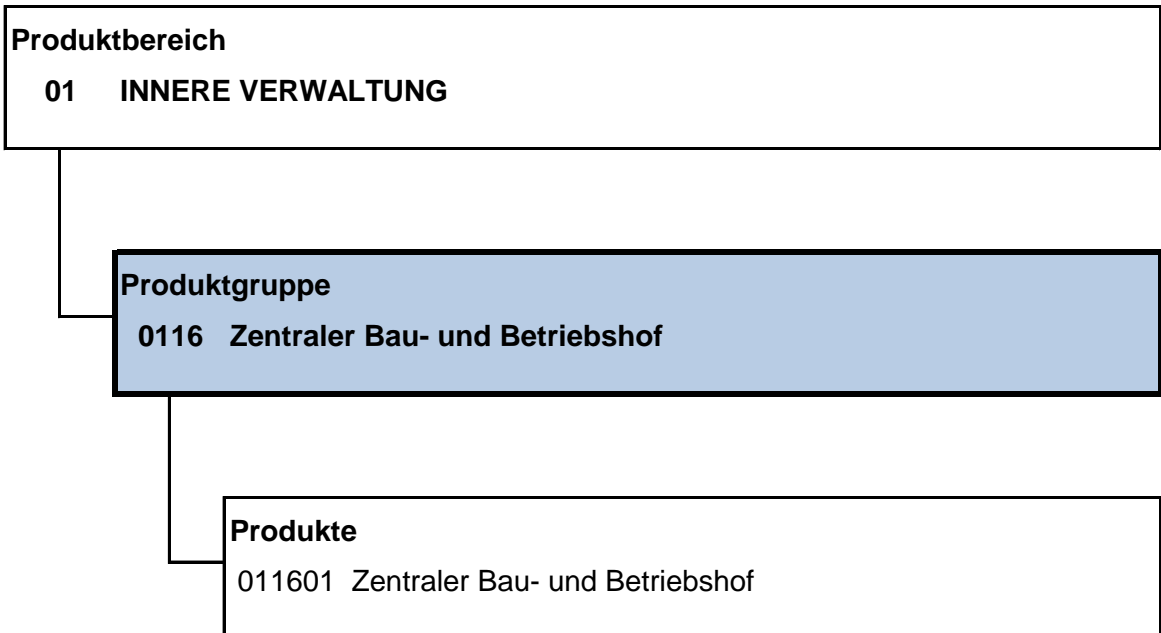 Produktbereich
01 INNERE VERWALTUNG
Produktgruppe
0116 Zentraler Bau- und Betriebshof
Produkte
011601 Zentraler Bau- und Betriebshof